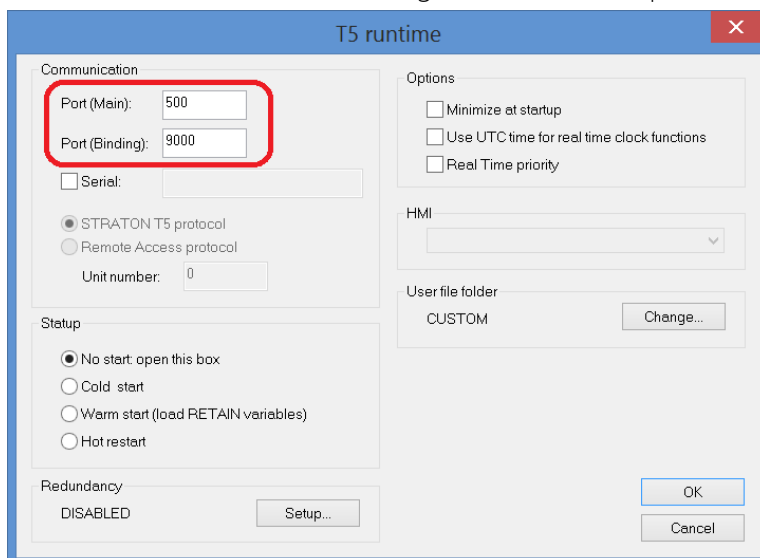 T5 runtime
Communication
Port (Main): 500
Port (Binding): 9000
Serial:
STRATON T5 protocol
Remote Access protocol
Unit number: 0
Statup
No start: open this box
Cold start
Warm start (load RETAIN variables)
Hot restart
Redundancy
DISABLED Setup...
Options
Minimize at startup
Use UTC time for real time clock functions
Real Time priority
HMI
User file folder
CUSTOM Change...
OK
Cancel